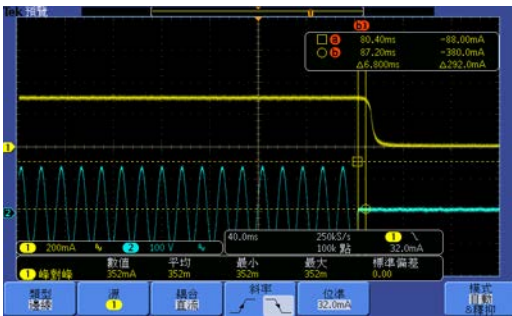 Tek 預覽
b1
a 80.40ms -88.00mA
b 87.20ms -380.0mA
△6.800ms △292.0mA
1
2
1 200mA
2 100 V
40.0ms 250kS/s 1
100k 點 32.0mA
數值 平均 最小 最大 標準偏差
1 峰對峰 352mA 352m 352m 352m 0.00
類型 源 耦合 斜率 位準 模式
邊緣 1 直流 32.0mA 自動
&釋抑